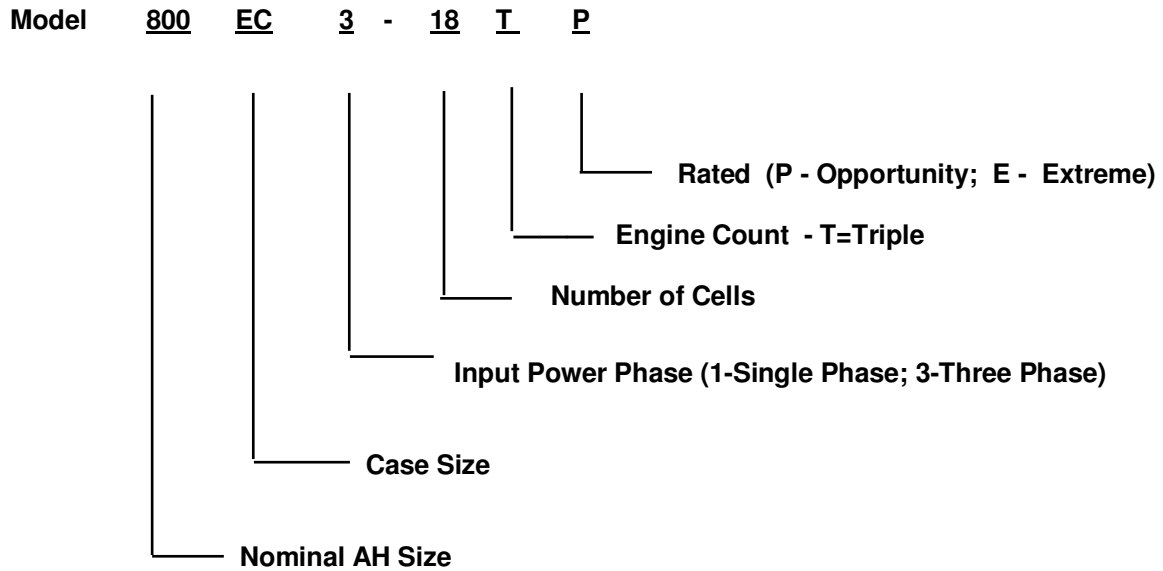 Model 800 EC 3 - 18 T P
Rated (P - Opportunity; E - Extreme)
Engine Count - T=Triple
Number of Cells
Input Power Phase (1-Single Phase; 3-Three Phase)
Case Size
Nominal AH Size